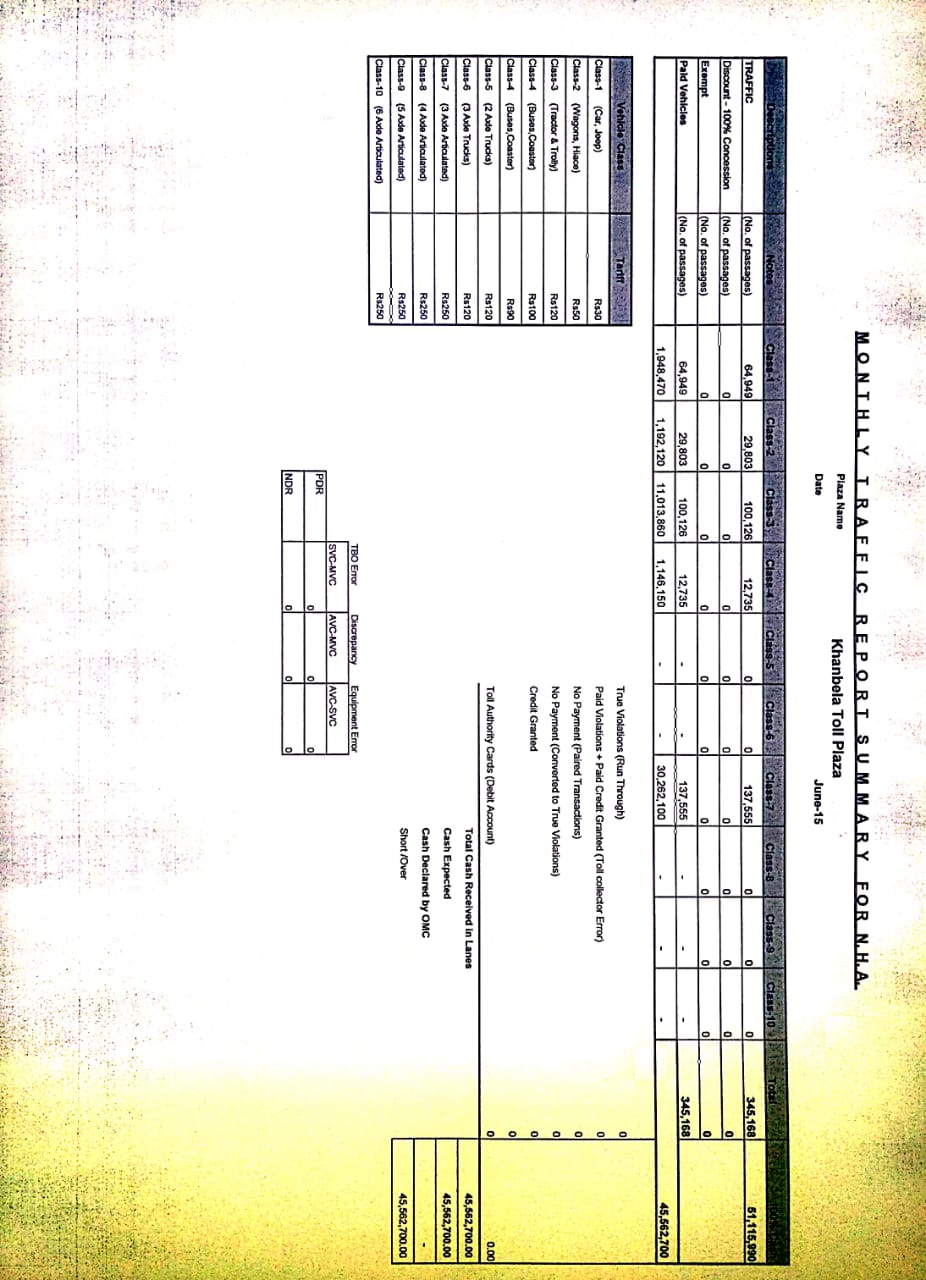 MONTHLY TRAFFIC REPORT SUMMARY FOR N.H.A.
Plaza Name Khanbela Toll Plaza
Date June-15
Descriptions Notes Class-1 Class-2 Class-3 Class-4 Class-5 Class-6 Class-7 Class-8 Class-9 Class-10 Total
TRAFFIC (No. of passages) 64,949 29,803 100,126 12,735 0 0 137,555 0 0 0 345,168 51,115,990
Discount - 100% Concession (No. of passages) 0 0 0 0 0 0 0 0 0 0 0
Exempt (No. of passages) 0 0 0 0 0 0 0 0 0 0 0
Paid Vehicles (No. of passages) 64,949 29,803 100,126 12,735 - - 137,555 - - - 345,168
1,948,470 1,192,120 11,013,860 1,146,150 - - 30,262,100 - - - 45,562,700
Vehicle Class Tariff
Class-1 (Car, Jeep) Rs30
Class-2 (Wagons, Hiace) Rs50
Class-3 (Tractor & Trolly) Rs120
Class-4 (Buses,Coaster) Rs100
Class-4 (Buses,Coaster) Rs90
Class-5 (2 Axle Trucks) Rs120
Class-6 (3 Axle Trucks) Rs120
Class-7 (3 Axle Articulated) Rs250
Class-8 (4 Axle Articulated) Rs250
Class-9 (5 Axle Articulated) Rs250
Class-10 (6 Axle Articulated) Rs250
True Violations (Run Through) 0
Paid Violations + Paid Credit Granted (Toll collector Error) 0
No Payment (Paired Transactions) 0
No Payment (Converted to True Violations) 0
Credit Granted 0
0
Toll Authority Cards (Debit Account) 0 0.00
Total Cash Received in Lanes 45,562,700.00
Cash Expected 45,562,700.00
Cash Declared by OMC -
Short /Over 45,562,700.00
TBO Error Discrepancy Equipment Error
SVC-MVC AVC-MVC AVC-SVC
PDR 0 0 0
NDR 0 0 0